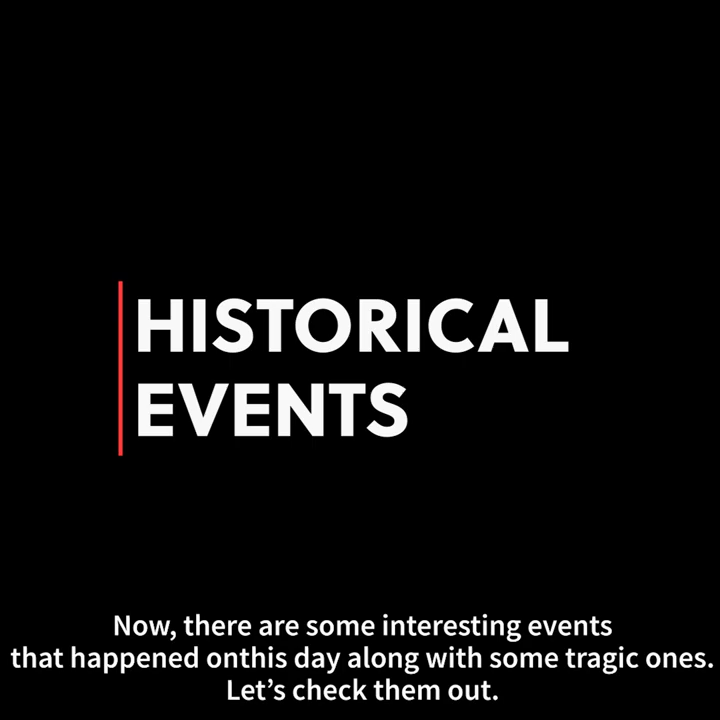 HISTORICAL
EVENTS
Now, there are some interesting events
that happened onthis day along with some tragic ones.
Let’s check them out.